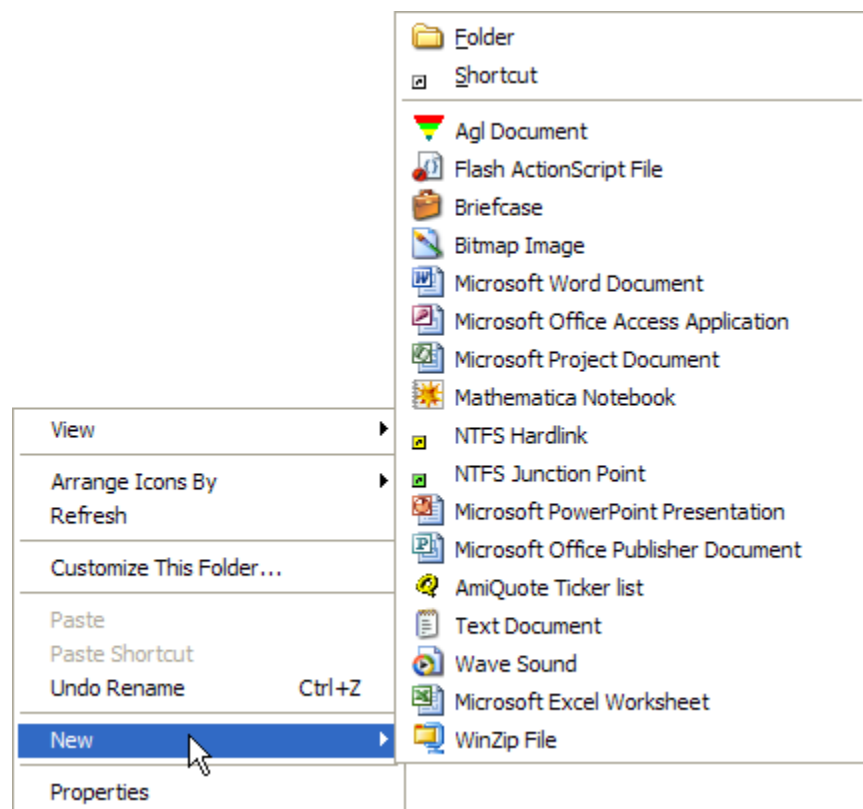 Folder
Shortcut
Agl Document
Flash ActionScript File
Briefcase
Bitmap Image
Microsoft Word Document
Microsoft Office Access Application
Microsoft Project Document
Mathematica Notebook
NTFS Hardlink
NTFS Junction Point
Microsoft PowerPoint Presentation
Microsoft Office Publisher Document
AmiQuote Ticker list
Text Document
Wave Sound
Microsoft Excel Worksheet
WinZip File
View
Arrange Icons By
Refresh
Customize This Folder...
Paste
Paste Shortcut
Undo Rename Ctrl+Z
New
Properties